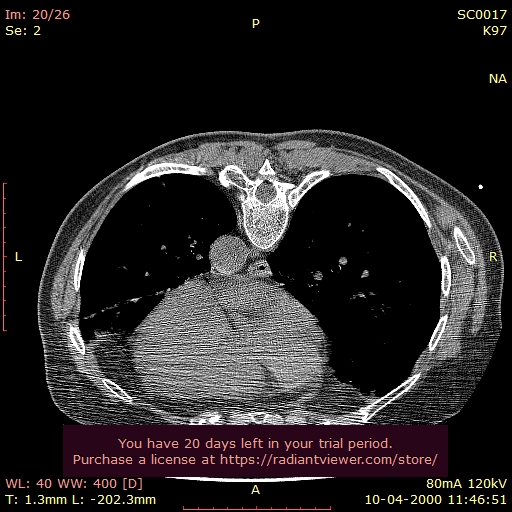 Im: 20/26
Se: 2
P
SC0017
K97
NA
L
R
You have 20 days left in your trial period.
Purchase a license at https://radiantviewer.com/store/
WL: 40 WW: 400 [D]
T: 1.3mm L: -202.3mm
A
80mA 120kV
10-04-2000 11:46:51